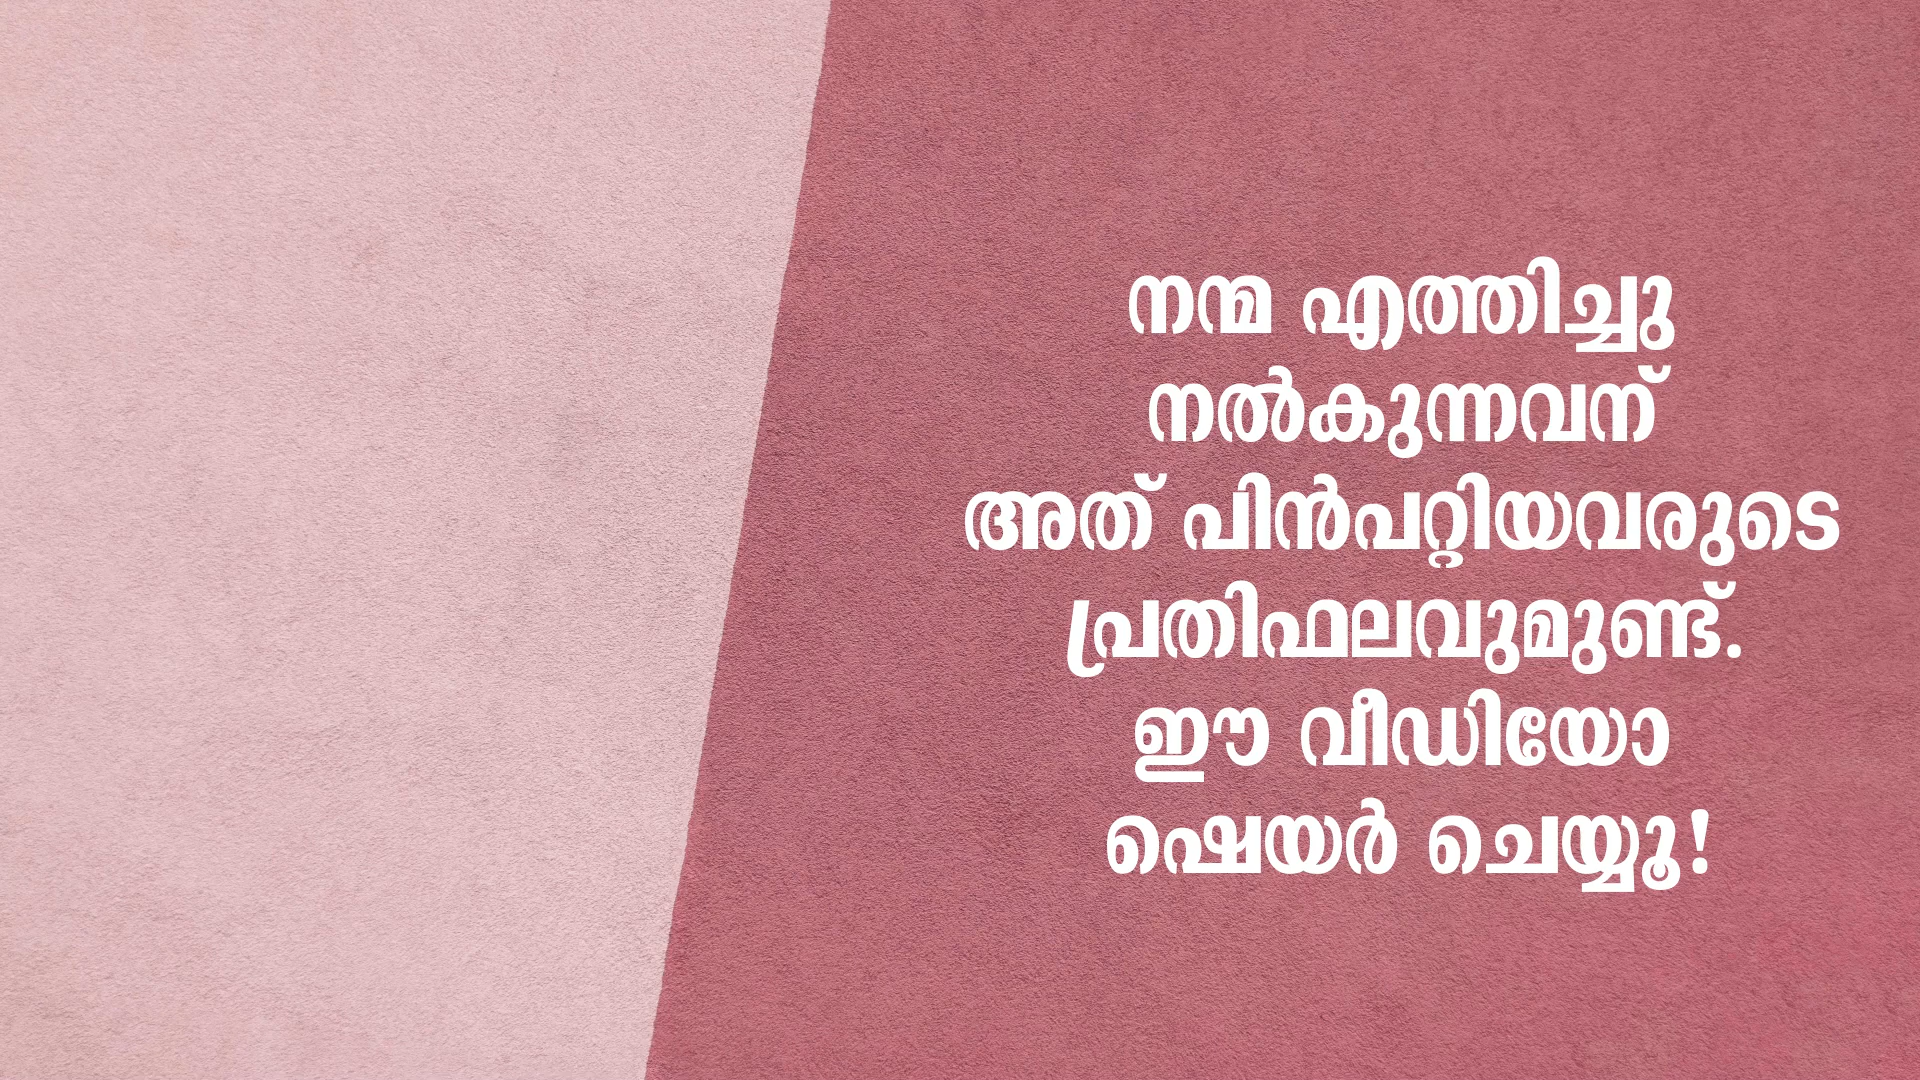 നന്മ എത്തിച്ചു
നൽകുന്നവന്
അത് പിൻപറ്റിയവരുടെ
പ്രതിഫലവുമുണ്ട്.
ഈ വീഡിയോ
ഷെയർ ചെയ്യൂ!